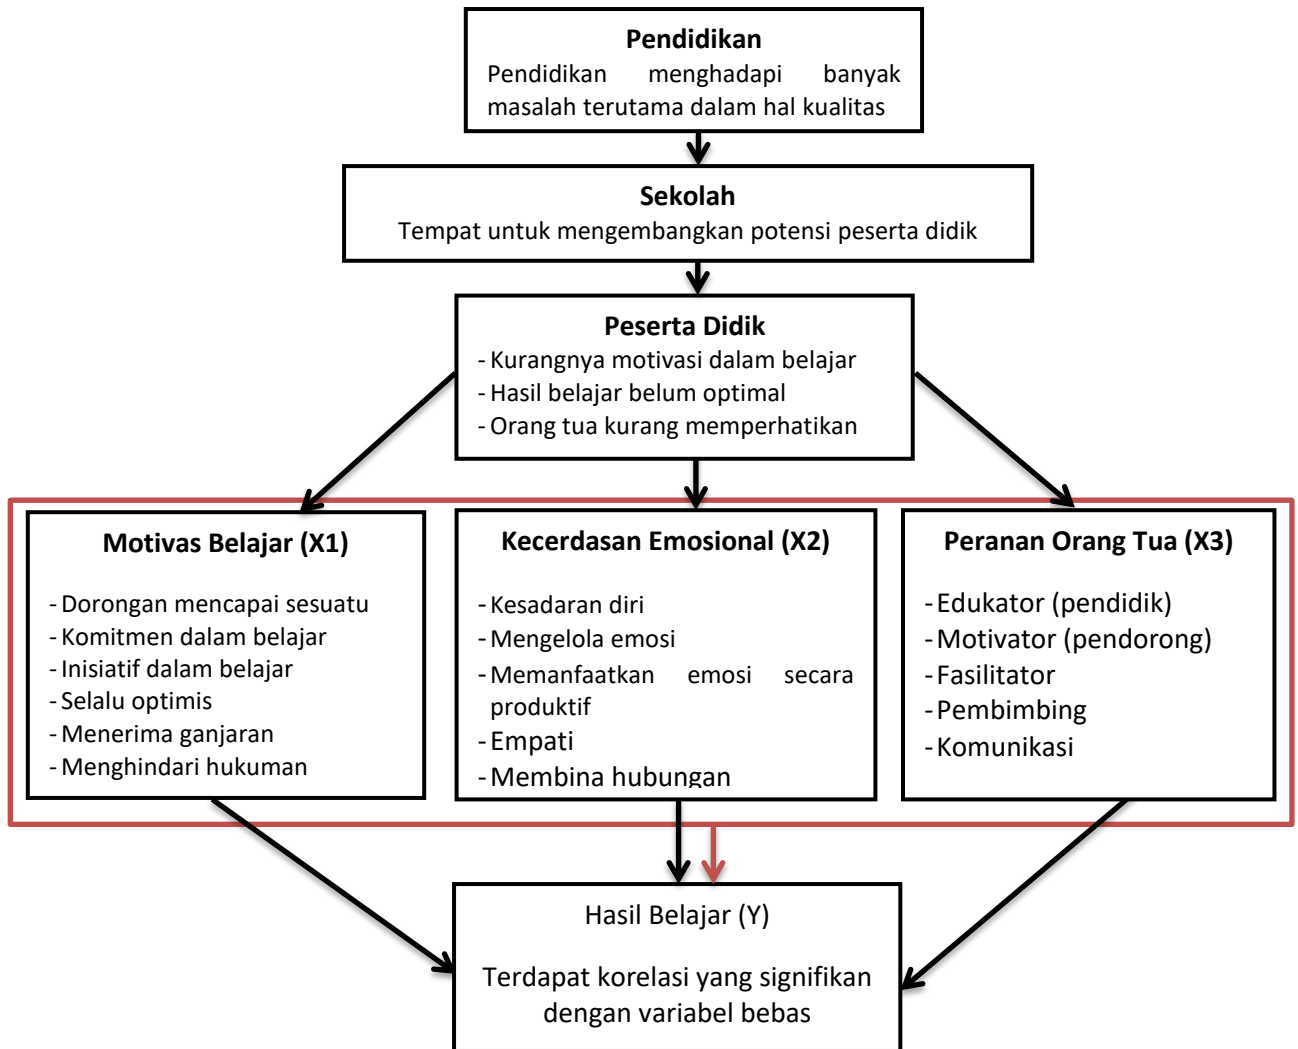 Pendidikan
Pendidikan menghadapi banyak
masalah terutama dalam hal kualitas
Sekolah
Tempat untuk mengembangkan potensi peserta didik
Peserta Didik
- Kurangnya motivasi dalam belajar
- Hasil belajar belum optimal
- Orang tua kurang memperhatikan
Motivas Belajar (X1)
- Dorongan mencapai sesuatu
- Komitmen dalam belajar
- Inisiatif dalam belajar
- Selalu optimis
- Menerima ganjaran
- Menghindari hukuman
Kecerdasan Emosional (X2)
- Kesadaran diri
- Mengelola emosi
- Memanfaatkan emosi secara
produktif
- Empati
- Membina hubungan
Peranan Orang Tua (X3)
- Edukator (pendidik)
- Motivator (pendorong)
- Fasilitator
- Pembimbing
- Komunikasi
Hasil Belajar (Y)
Terdapat korelasi yang signifikan
dengan variabel bebas